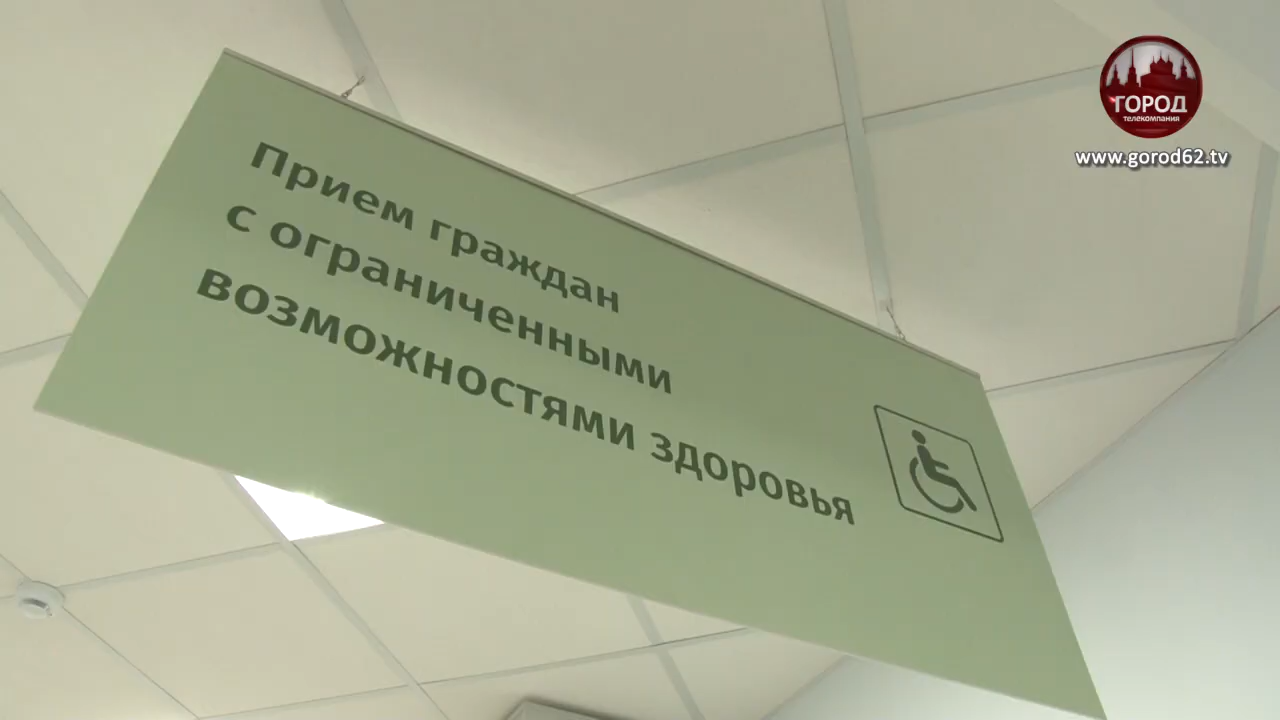 Прием граждан
с ограниченными
возможностями здоровья
ГОРОД
телекомпания
www.gorod62.tv